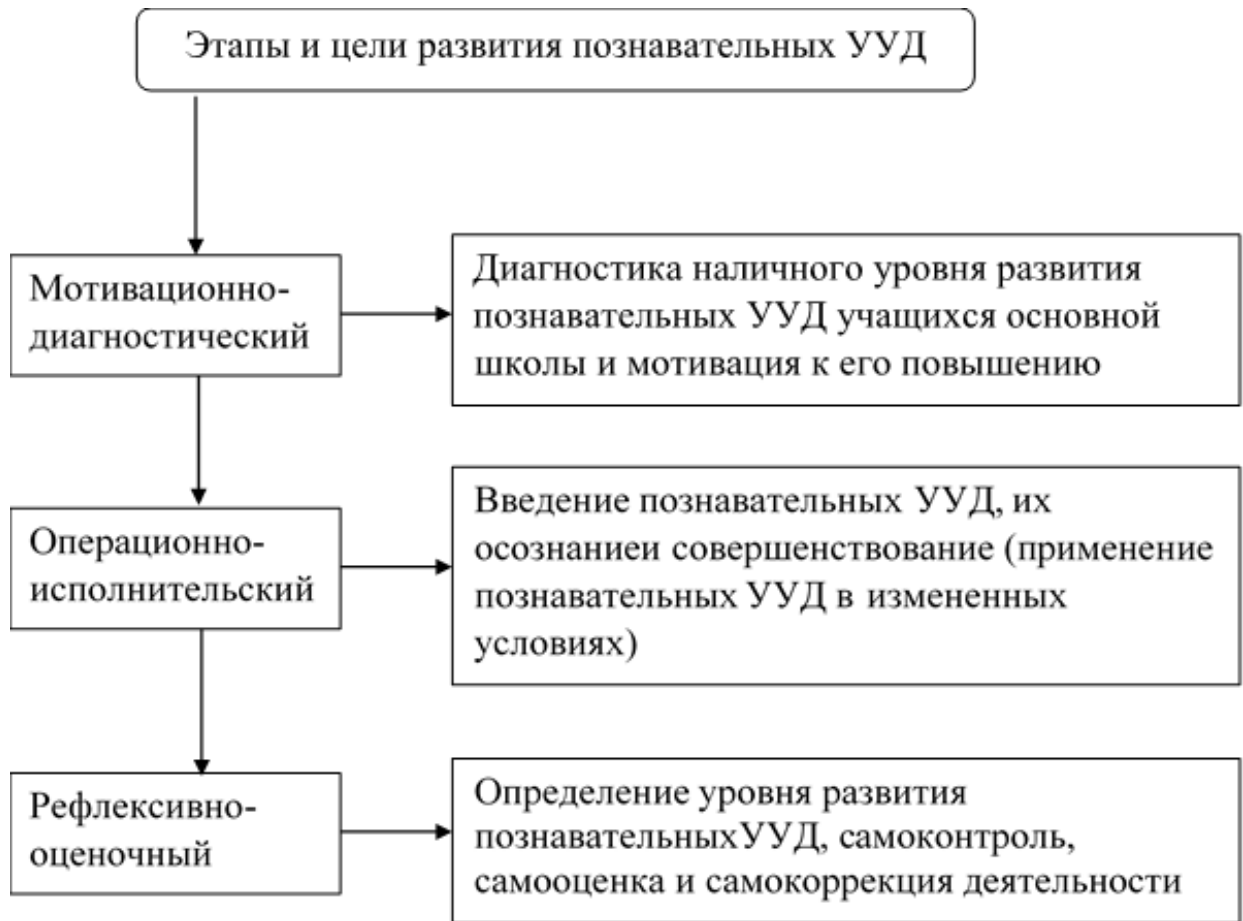 Этапы и цели развития познавательных УУД
Мотивационно-
диагностический
Диагностика наличного уровня развития
познавательных УУД учащихся основной
школы и мотивация к его повышению
Операционно-
исполнительский
Введение познавательных УУД, их
осознаниеи совершенствование (применение
познавательных УУД в измененных
условиях)
Рефлексивно-
оценочный
Определение уровня развития
познавательныхУУД, самоконтроль,
самооценка и самокоррекция деятельности